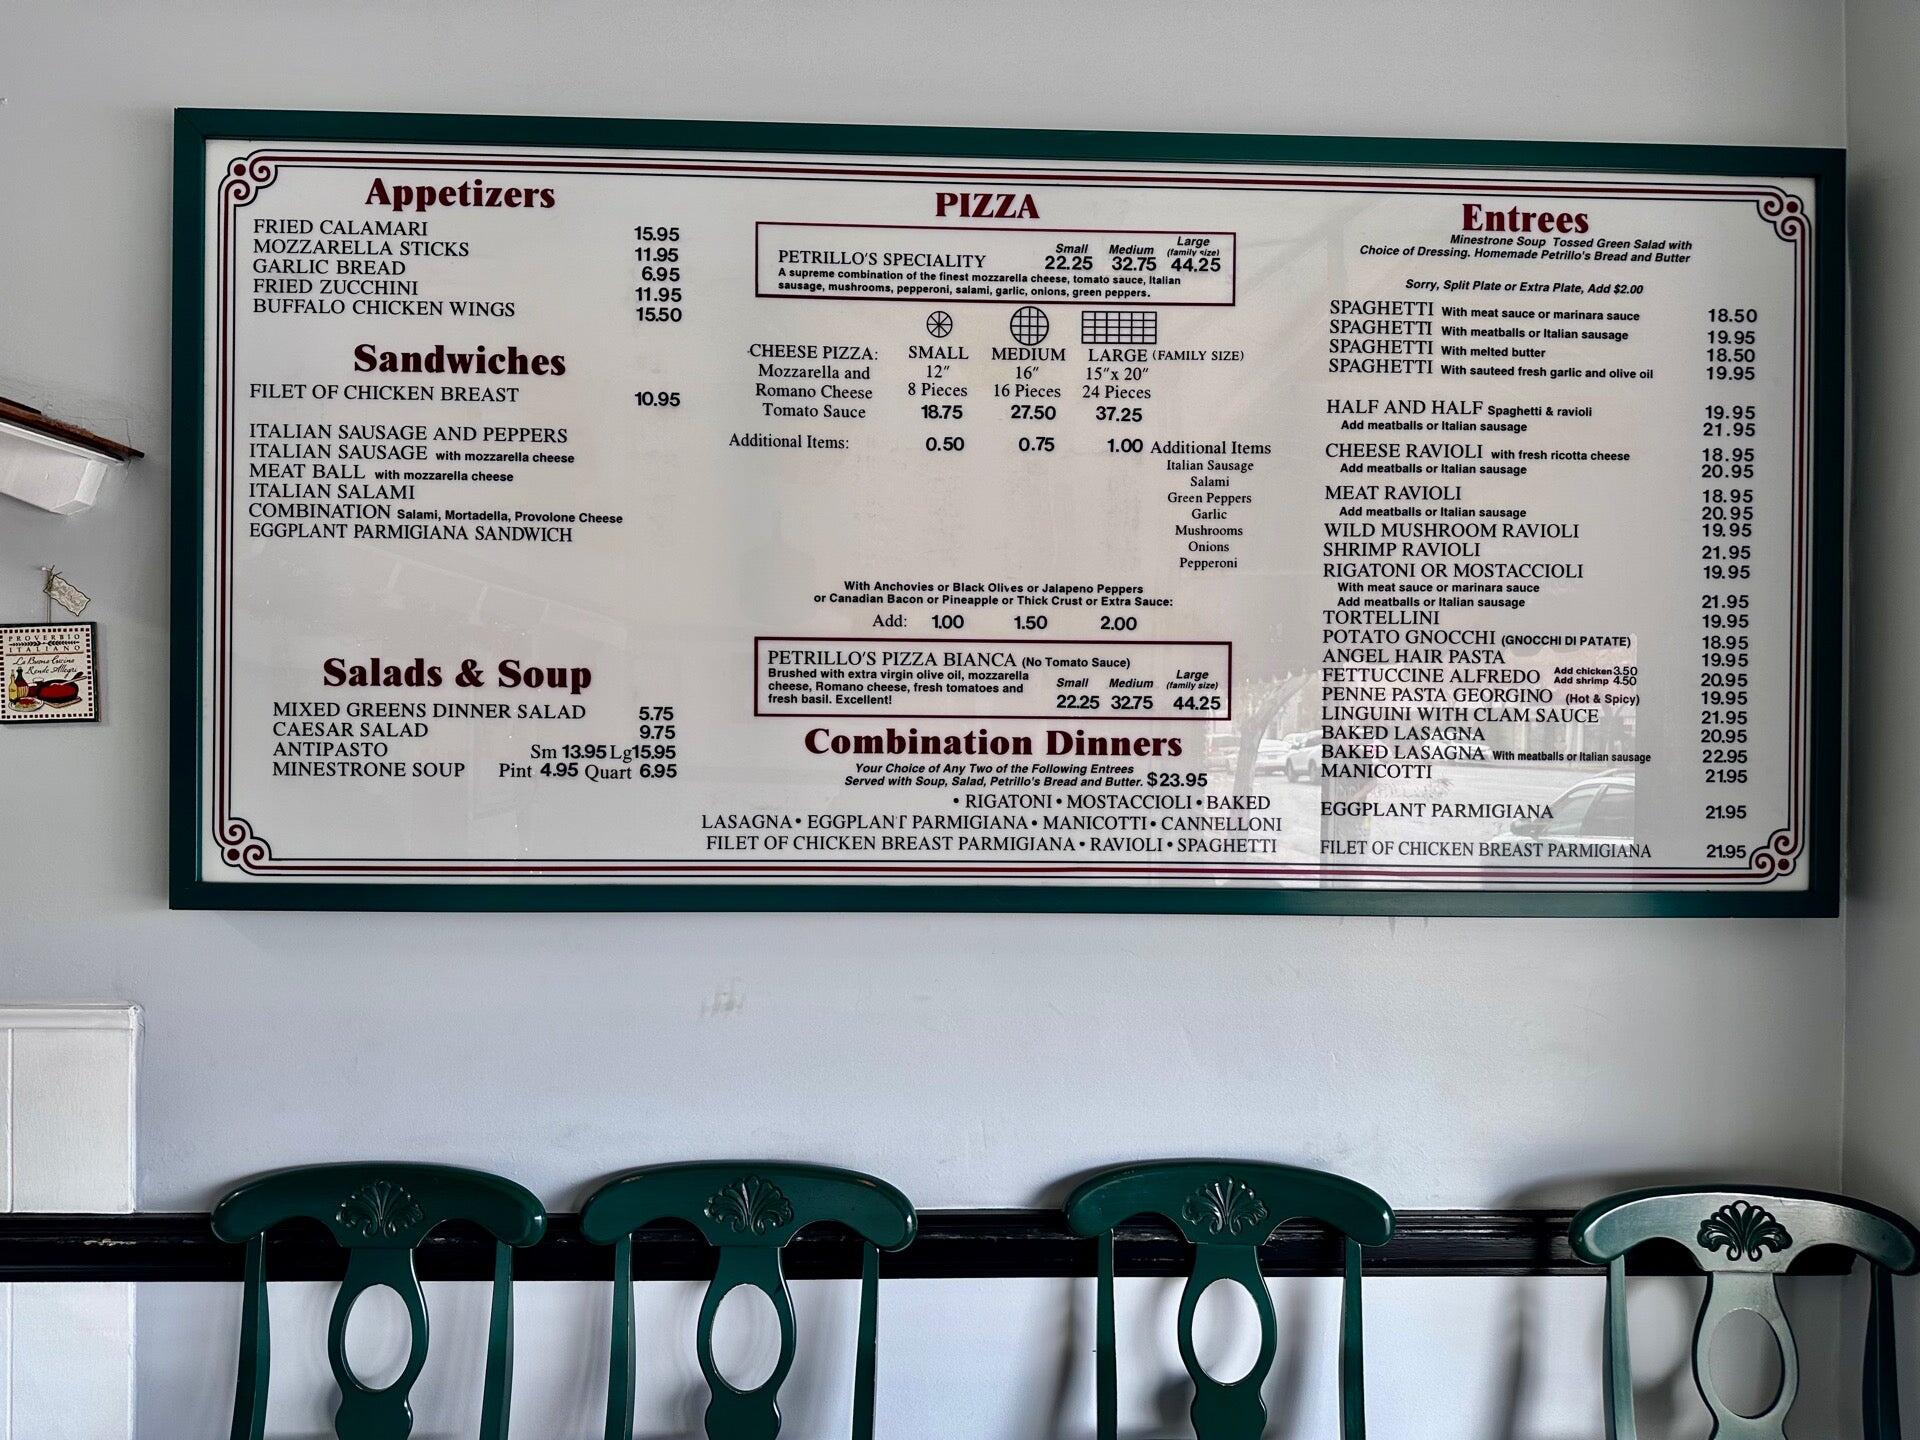 Appetizers
FRIED CALAMARI 15.95
MOZZARELLA STICKS 11.95
GARLIC BREAD 6.95
FRIED ZUCCHINI 11.95
BUFFALO CHICKEN WINGS 15.50
Sandwiches
FILET OF CHICKEN BREAST 10.95
ITALIAN SAUSAGE AND PEPPERS
ITALIAN SAUSAGE with mozzarella cheese
MEAT BALL with mozzarella cheese
ITALIAN SALAMI
COMBINATION Salami, Mortadella, Provolone Cheese
EGGPLANT PARMIGIANA SANDWICH
Salads & Soup
MIXED GREENS DINNER SALAD 5.75
CAESAR SALAD 9.75
ANTIPASTO Sm 13.95 Lg 15.95
MINESTRONE SOUP Pint 4.95 Quart 6.95
PIZZA
Small Medium Large
(family size)
PETRILLO'S SPECIALITY 22.25 32.75 44.25
A supreme combination of the finest mozzarella cheese, tomato sauce, Italian
sausage, mushrooms, pepperoni, salami, garlic, onions, green peppers.
CHEESE PIZZA: SMALL MEDIUM LARGE (FAMILY SIZE)
Mozzarella and 12" 16" 15"x 20"
Romano Cheese 8 Pieces 16 Pieces 24 Pieces
Tomato Sauce 18.75 27.50 37.25
Additional Items: 0.50 0.75 1.00 Additional Items
Italian Sausage
Salami
Green Peppers
Garlic
Mushrooms
Onions
Pepperoni
With Anchovies or Black Olives or Jalapeno Peppers
or Canadian Bacon or Pineapple or Thick Crust or Extra Sauce:
Add: 1.00 1.50 2.00
PETRILLO'S PIZZA BIANCA (No Tomato Sauce)
Brushed with extra virgin olive oil, mozzarella
cheese, Romano cheese, fresh tomatoes and
fresh basil. Excellent!
Small Medium Large
(family size)
22.25 32.75 44.25
Combination Dinners
Your Choice of Any Two of the Following Entrees
Served with Soup, Salad, Petrillo's Bread and Butter. $23.95
• RIGATONI • MOSTACCIOLI • BAKED
LASAGNA • EGGPLANT PARMIGIANA • MANICOTTI • CANNELLONI
FILET OF CHICKEN BREAST PARMIGIANA • RAVIOLI • SPAGHETTI
Entrees
Minestrone Soup Tossed Green Salad with
Choice of Dressing. Homemade Petrillo's Bread and Butter
Sorry, Split Plate or Extra Plate, Add $2.00
SPAGHETTI With meat sauce or marinara sauce 18.50
SPAGHETTI With meatballs or Italian sausage 19.95
SPAGHETTI With melted butter 18.50
SPAGHETTI With sauteed fresh garlic and olive oil 19.95
HALF AND HALF Spaghetti & ravioli 19.95
Add meatballs or Italian sausage 21.95
CHEESE RAVIOLI with fresh ricotta cheese 18.95
Add meatballs or Italian sausage 20.95
MEAT RAVIOLI 18.95
Add meatballs or Italian sausage 20.95
WILD MUSHROOM RAVIOLI 19.95
SHRIMP RAVIOLI 21.95
RIGATONI OR MOSTACCIOLI 19.95
With meat sauce or marinara sauce
Add meatballs or Italian sausage 21.95
TORTELLINI 19.95
POTATO GNOCCHI (GNOCCHI DI PATATE) 18.95
ANGEL HAIR PASTA 19.95
FETTUCCINE ALFREDO Add chicken 3.50 20.95
Add shrimp 4.50
PENNE PASTA GEORGINO (Hot & Spicy) 19.95
LINGUINI WITH CLAM SAUCE 21.95
BAKED LASAGNA 20.95
BAKED LASAGNA With meatballs or Italian sausage 22.95
MANICOTTI 21.95
EGGPLANT PARMIGIANA 21.95
FILET OF CHICKEN BREAST PARMIGIANA 21.95
PROVERBIO
ITALIANO
La Buona Cucina
Rende Allegri